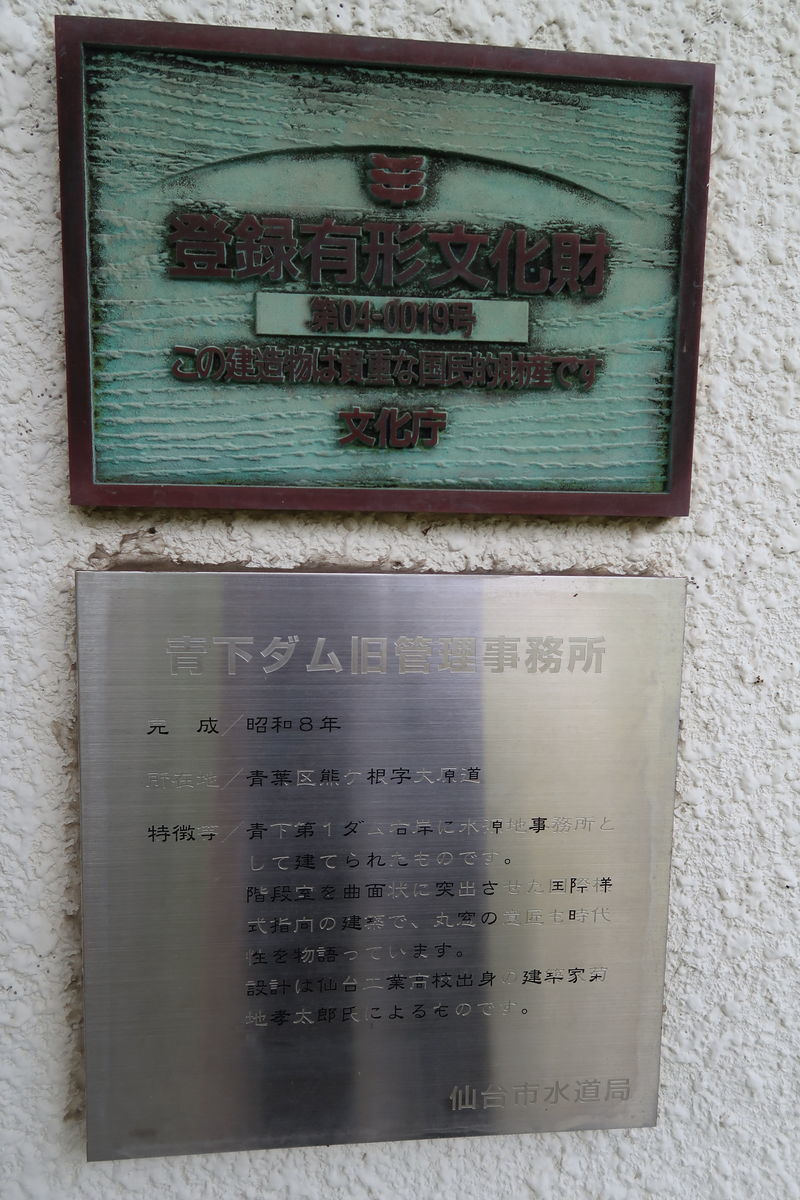 登録有形文化財
第04-0019号
この建造物は貴重な国民的財産です
文化庁
青下ダム旧管理事務所
完 成／昭和8年
所在地／青葉区熊ケ根字大原道
特徴等／青下第1ダム右岸に水源地事務所と
して建てられたものです。
階段室を曲面状に突出させた国際様
式指向の建築で、丸窓の意匠も時代
性を物語っています。
設計は仙台工業高校出身の建築家菊
地孝太郎氏によるものです。
仙台市水道局